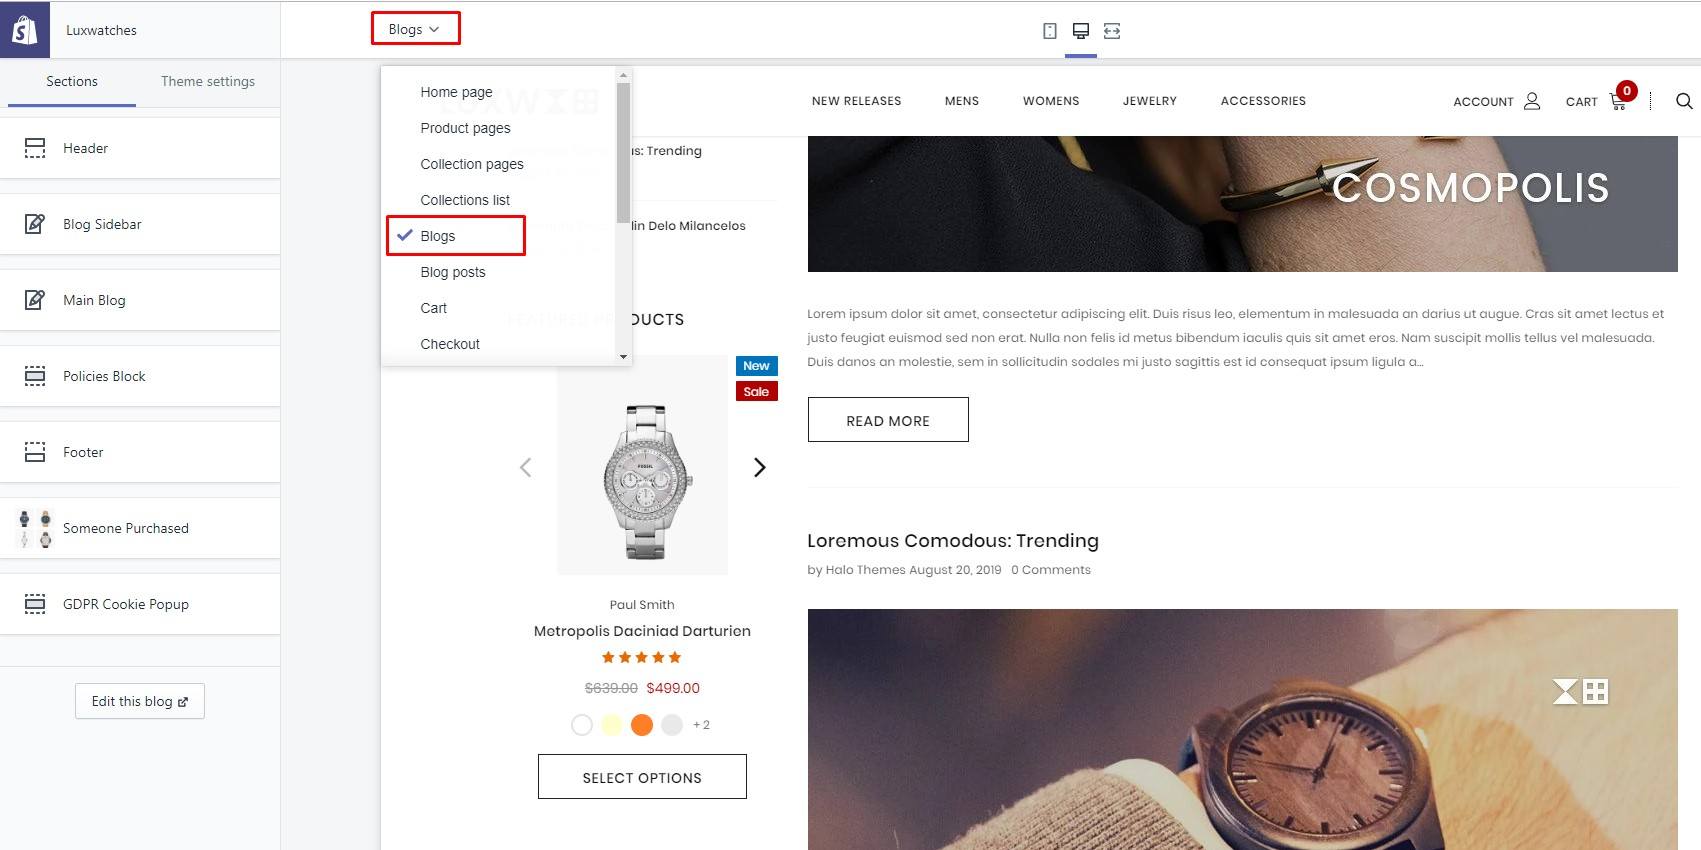 Luxwatches
Blogs
Sections
Theme settings
Header
Blog Sidebar
Main Blog
Policies Block
Footer
Someone Purchased
GDPR Cookie Popup
Edit this blog
Home page
Product pages
Collection pages
Collections list
Blogs
Blog posts
Cart
Checkout
NEW RELEASES
MENS
WOMENS
JEWELRY
ACCESSORIES
ACCOUNT
CART
0
us: Trending
lin Delo Milancelos
FEATURED PRODUCTS
New
Sale
FOSSIL
Paul Smith
Metropolis Daciniad Darturien
$639.00 $499.00
+ 2
SELECT OPTIONS
COSMOPOLIS
Lorem ipsum dolor sit amet, consectetur adipiscing elit. Duis risus leo, elementum in malesuada an darius ut augue. Cras sit amet lectus et
justo feugiat euismod sed non erat. Nulla non felis id metus bibendum iaculis quis sit amet eros. Nam suscipit mollis tellus vel malesuada.
Duis danos an molestie, sem in sollicitudin sodales mi justo sagittis est id consequat ipsum ligula a...
READ MORE
Loremous Comodous: Trending
by Halo Themes August 20, 2019 0 Comments